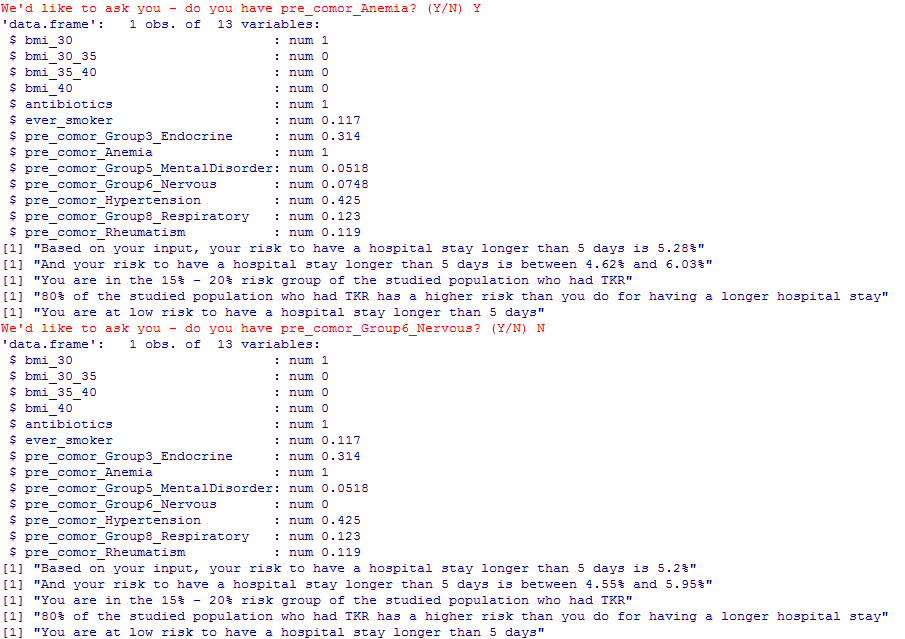 We'd like to ask you - do you have pre_comor_Anemia? (Y/N) Y
'data.frame':   1 obs. of  13 variables:
 $ bmi_30                         : num 1
 $ bmi_30_35                      : num 0
 $ bmi_35_40                      : num 0
 $ bmi_40                         : num 0
 $ antibiotics                    : num 1
 $ ever_smoker                    : num 0.117
 $ pre_comor_Group3_Endocrine     : num 0.314
 $ pre_comor_Anemia               : num 1
 $ pre_comor_Group5_MentalDisorder: num 0.0518
 $ pre_comor_Group6_Nervous       : num 0.0748
 $ pre_comor_Hypertension         : num 0.425
 $ pre_comor_Group8_Respiratory   : num 0.123
 $ pre_comor_Rheumatism           : num 0.119
[1] "Based on your input, your risk to have a hospital stay longer than 5 days is 5.28%"
[1] "And your risk to have a hospital stay longer than 5 days is between 4.62% and 6.03%"
[1] "You are in the 15% - 20% risk group of the studied population who had TKR"
[1] "80% of the studied population who had TKR has a higher risk than you do for having a longer hospital stay"
[1] "You are at low risk to have a hospital stay longer than 5 days"
We'd like to ask you - do you have pre_comor_Group6_Nervous? (Y/N) N
'data.frame':   1 obs. of  13 variables:
 $ bmi_30                         : num 1
 $ bmi_30_35                      : num 0
 $ bmi_35_40                      : num 0
 $ bmi_40                         : num 0
 $ antibiotics                    : num 1
 $ ever_smoker                    : num 0.117
 $ pre_comor_Group3_Endocrine     : num 0.314
 $ pre_comor_Anemia               : num 1
 $ pre_comor_Group5_MentalDisorder: num 0.0518
 $ pre_comor_Group6_Nervous       : num 0
 $ pre_comor_Hypertension         : num 0.425
 $ pre_comor_Group8_Respiratory   : num 0.123
 $ pre_comor_Rheumatism           : num 0.119
[1] "Based on your input, your risk to have a hospital stay longer than 5 days is 5.2%"
[1] "And your risk to have a hospital stay longer than 5 days is between 4.55% and 5.95%"
[1] "You are in the 15% - 20% risk group of the studied population who had TKR"
[1] "80% of the studied population who had TKR has a higher risk than you do for having a longer hospital stay"
[1] "You are at low risk to have a hospital stay longer than 5 days"